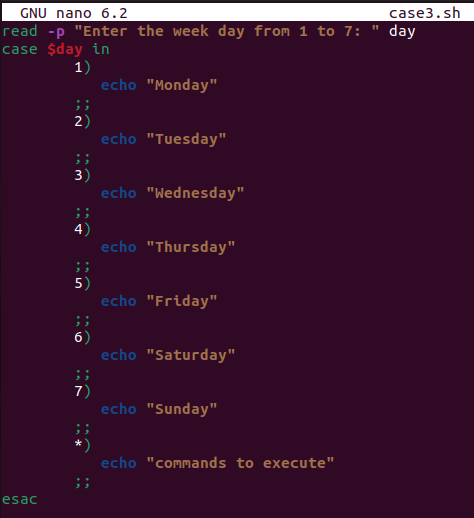 GNU nano 6.2 case3.sh
read -p "Enter the week day from 1 to 7: " day
case $day in
1)
echo "Monday"
;;
2)
echo "Tuesday"
;;
3)
echo "Wednesday"
;;
4)
echo "Thursday"
;;
5)
echo "Friday"
;;
6)
echo "Saturday"
;;
7)
echo "Sunday"
;;
*)
echo "commands to execute"
;;
esac